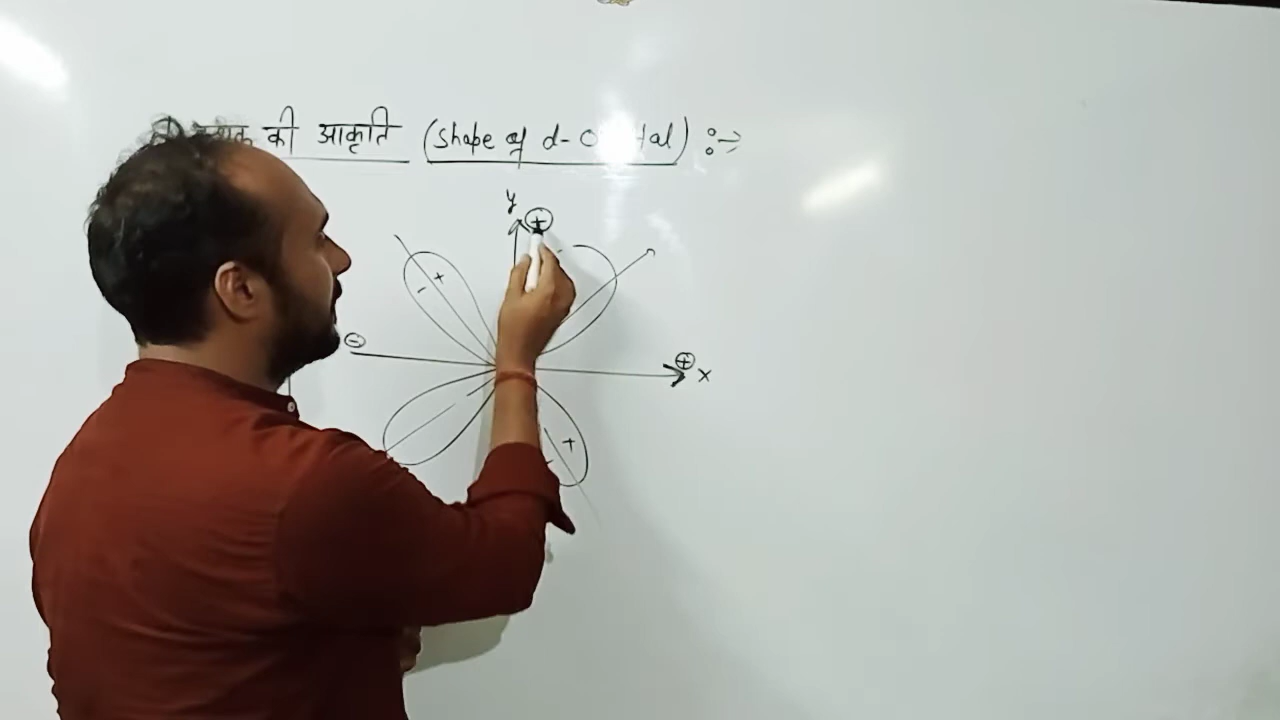 की आकृति (Shape of d- :->
y
+
+
-
-
+
x
+